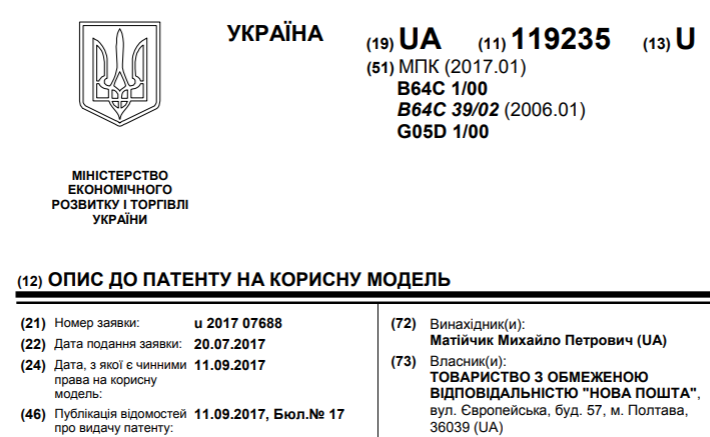 УКРАЇНА
(19) UA (11) 119235 (13) U
(51) МПК (2017.01)
B64C 1/00
B64C 39/02 (2006.01)
G05D 1/00
МІНІСТЕРСТВО
ЕКОНОМІЧНОГО
РОЗВИТКУ І ТОРГІВЛІ
УКРАЇНИ
(12) ОПИС ДО ПАТЕНТУ НА КОРИСНУ МОДЕЛЬ
(21) Номер заявки: u 2017 07688
(22) Дата подання заявки: 20.07.2017
(24) Дата, з якої є чинними 11.09.2017
права на корисну
модель:
(46) Публікація відомостей 11.09.2017, Бюл.№ 17
про видачу патенту:
(72) Винахідник(и):
Матійчик Михайло Петрович (UA)
(73) Власник(и):
ТОВАРИСТВО З ОБМЕЖЕНОЮ
ВІДПОВІДАЛЬНІСТЮ "НОВА ПОШТА",
вул. Європейська, буд. 57, м. Полтава,
36039 (UA)